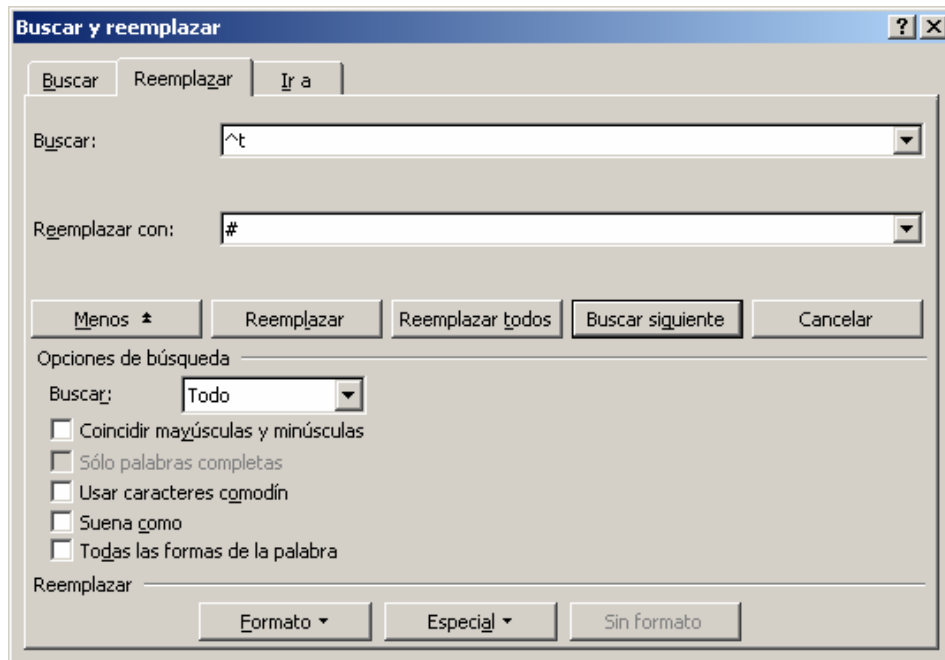 Buscar y reemplazar
Buscar Reemplazar Ir a
Buscar: ^t
Reemplazar con: #
Menos Reemplazar Reemplazar todos Buscar siguiente Cancelar
Opciones de búsqueda
Buscar: Todo
Coincidir mayúsculas y minúsculas
Sólo palabras completas
Usar caracteres comodín
Suena como
Todas las formas de la palabra
Reemplazar
Formato Especial Sin formato